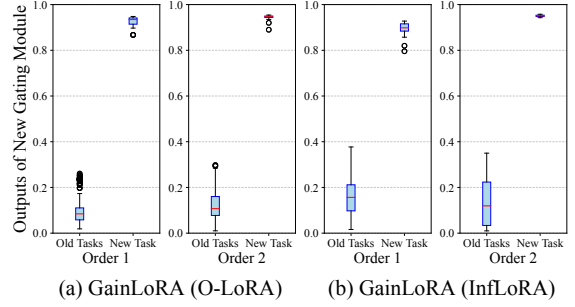 Outputs of New Gating Module
1.0 1.0 1.0 1.0
0.8 0.8 0.8 0.8
0.6 0.6 0.6 0.6
0.4 0.4 0.4 0.4
0.2 0.2 0.2 0.2
0.0 0.0 0.0 0.0
Old Tasks New Task Old Tasks New Task Old Tasks New Task Old Tasks New Task
Order 1 Order 2 Order 1 Order 2
(a) GainLoRA (O-LoRA) (b) GainLoRA (InfLoRA)